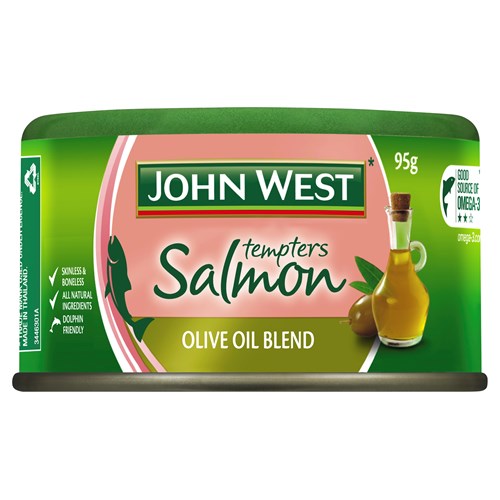 JOHN WEST*
95g
tempters
Salmon
OLIVE OIL BLEND
SKINLESS &
BONELESS
ALL NATURAL
INGREDIENTS
DOLPHIN
FRIENDLY
MADE IN THAILAND.
3446301A
GOOD
SOURCE OF
OMEGA-3